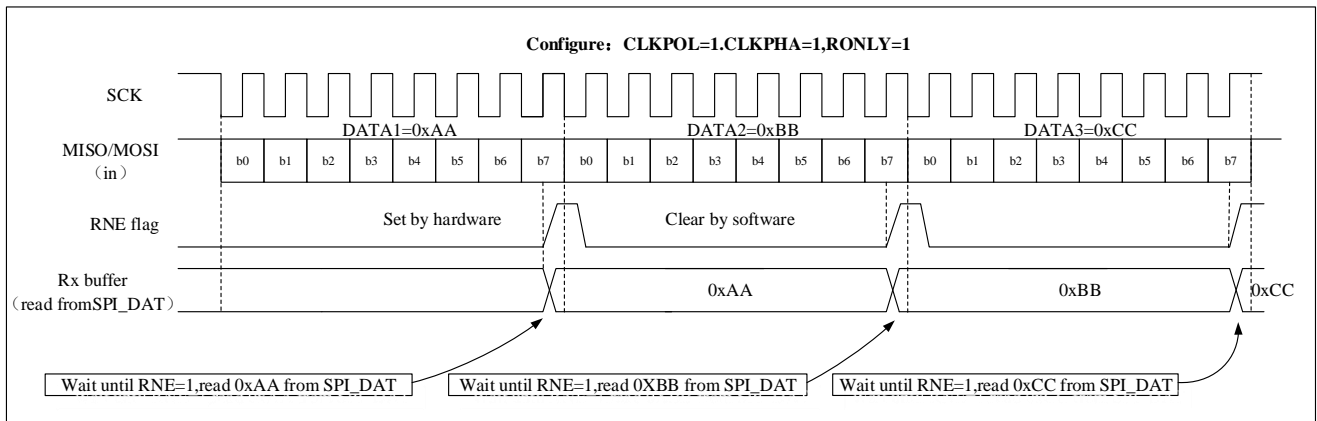 Configure：CLKPOL=1.CLKPHA=1,RONLY=1
SCK
DATA1=0xAA DATA2=0xBB DATA3=0xCC
MISO/MOSI
（in）
b0 b1 b2 b3 b4 b5 b6 b7 b0 b1 b2 b3 b4 b5 b6 b7 b0 b1 b2 b3 b4 b5 b6 b7
RNE flag
Set by hardware Clear by software
Rx buffer
（read fromSPI_DAT）
0xAA 0xBB 0xCC
Wait until RNE=1,read 0xAA from SPI_DAT Wait until RNE=1,read 0XBB from SPI_DAT Wait until RNE=1,read 0xCC from SPI_DAT